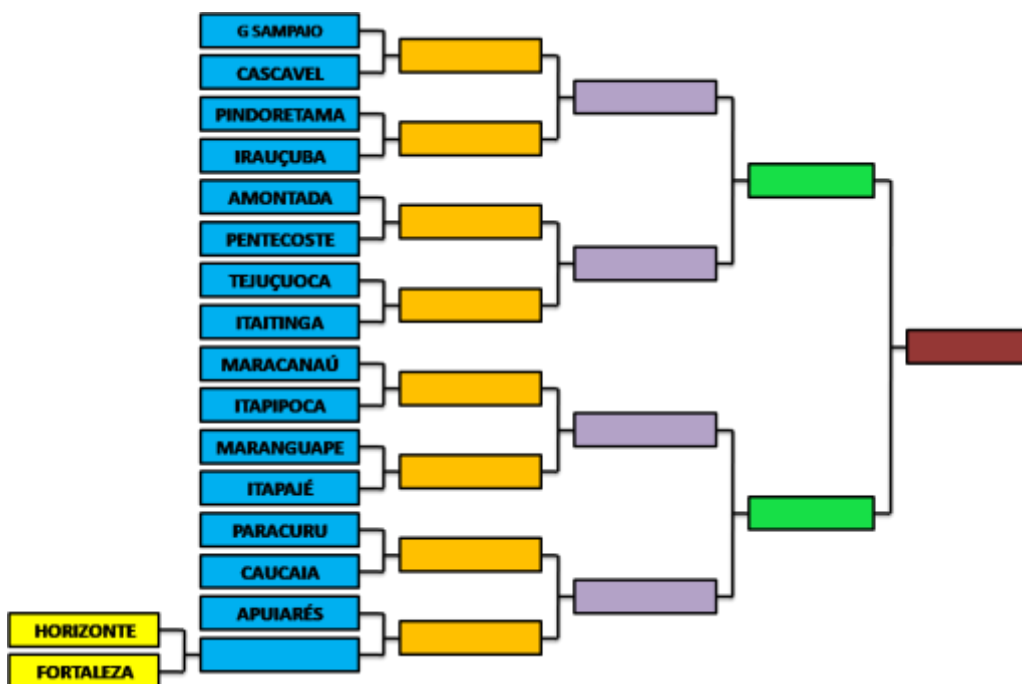 G SAMPAIO
CASCAVEL
PINDORETAMA
IRAUÇUBA
AMONTADA
PENTECOSTE
TEJUÇUOCA
ITAITINGA
MARACANAÚ
ITAPIPOCA
MARANGUAPE
ITAPAJÉ
PARACURU
CAUCAIA
APUIARÉS
HORIZONTE
FORTALEZA